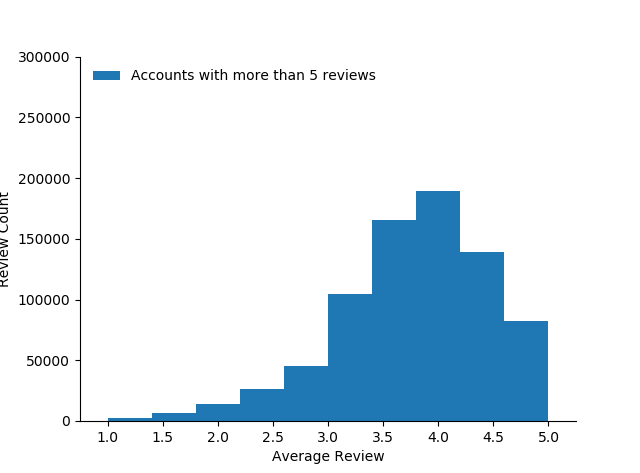 300000
Accounts with more than 5 reviews
250000
200000
150000
100000
50000
0
Review Count
1.0 1.5 2.0 2.5 3.0 3.5 4.0 4.5 5.0
Average Review